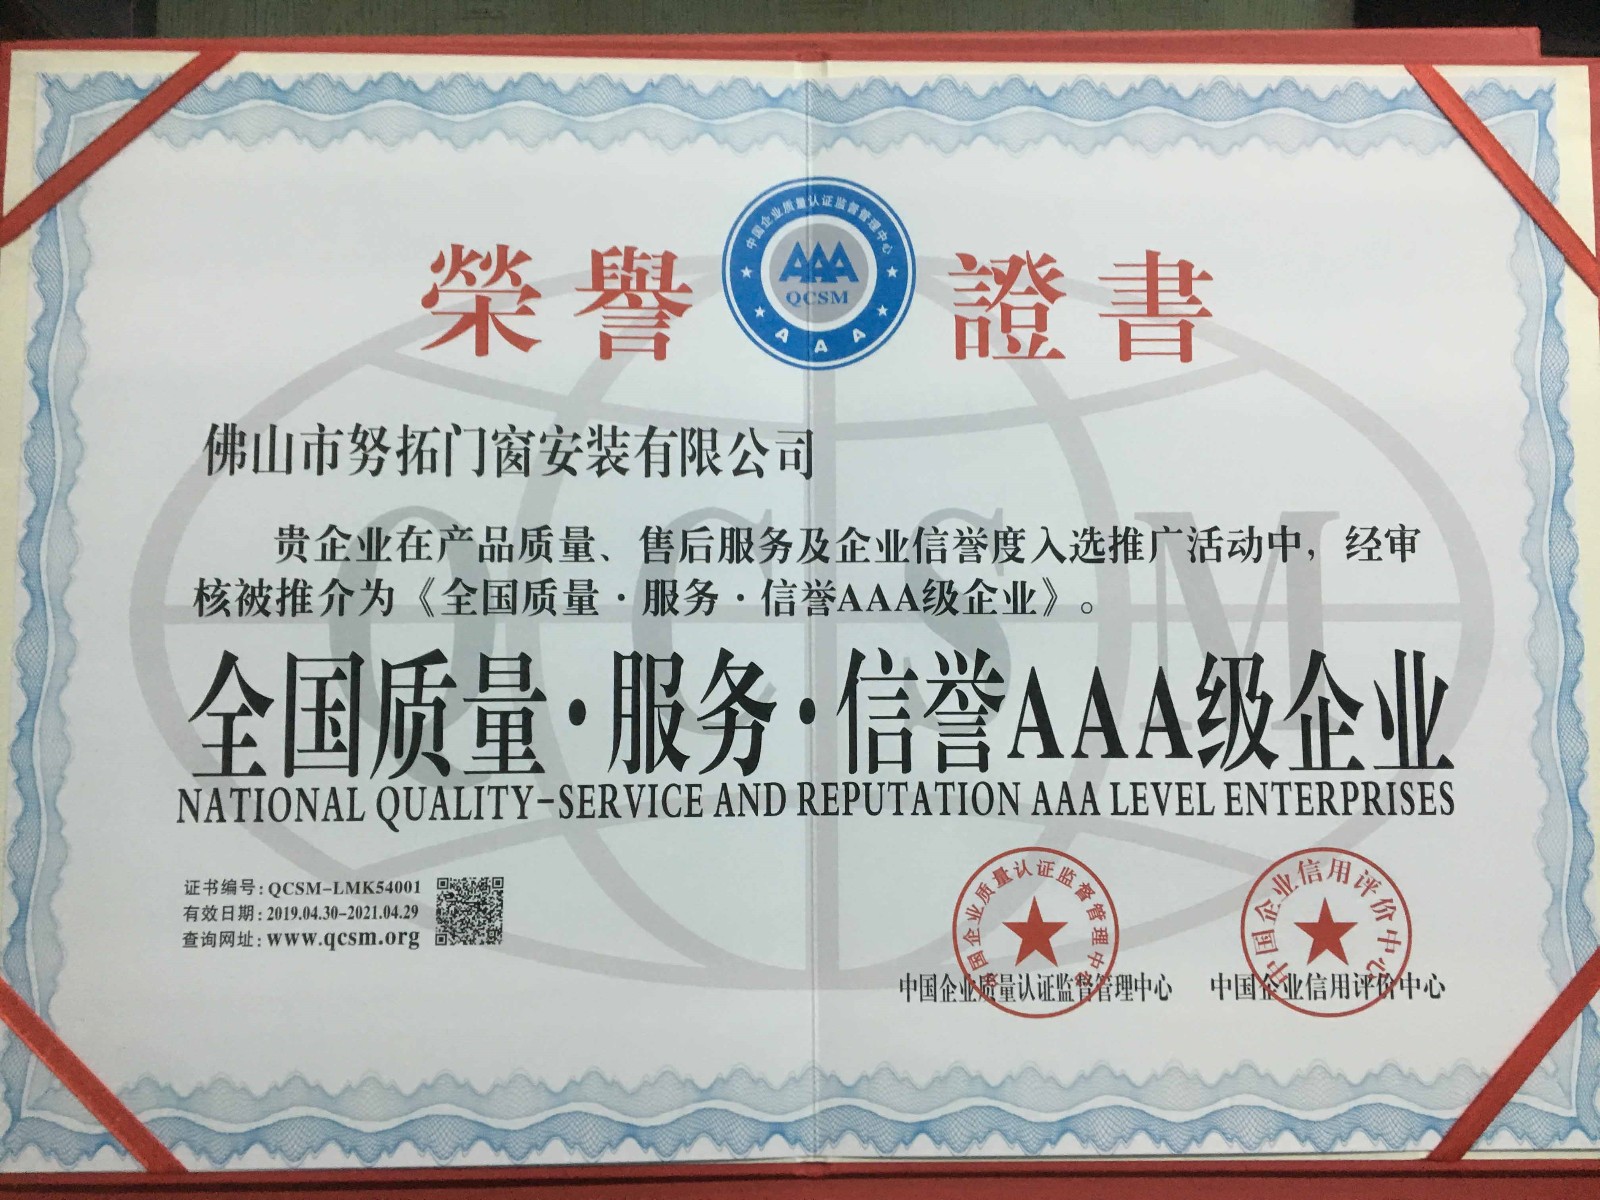 中国企业质量认证监督管理中心
AAA
QCSM
A A A
榮譽證書
佛山市努拓门窗安装有限公司
贵企业在产品质量、售后服务及企业信誉度入选推广活动中，经审
核被推介为《全国质量·服务·信誉AAA级企业》。
QCSM
全国质量·服务·信誉AAA级企业
NATIONAL QUALITY-SERVICE AND REPUTATION AAA LEVEL ENTERPRISES
证书编号:QCSM-LMK54001
有效日期:2019.04.30-2021.04.29
查询网址:www.qcsm.org
中国企业质量认证监督管理中心
中国企业信用评价中心
中国企业质量认证监督管理中心
中国企业信用评价中心